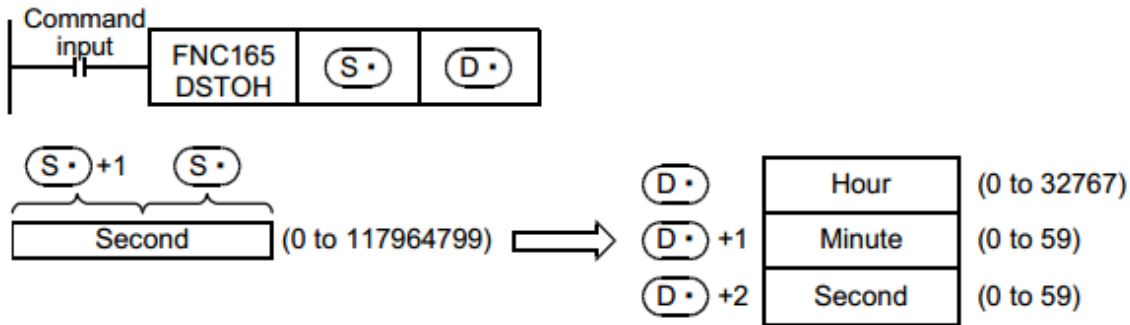 Command
input
FNC165
DSTOH
S・
D・
S・ +1
S・
Second
(0 to 117964799)
D・
Hour
(0 to 32767)
D・ +1
Minute
(0 to 59)
D・ +2
Second
(0 to 59)